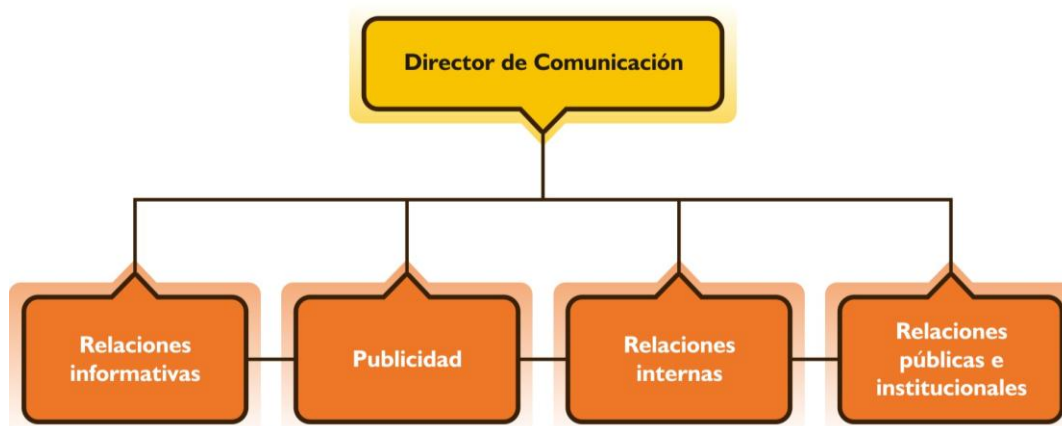 Director de Comunicación
Relaciones
informativas
Publicidad
Relaciones
internas
Relaciones
públicas e
institucionales